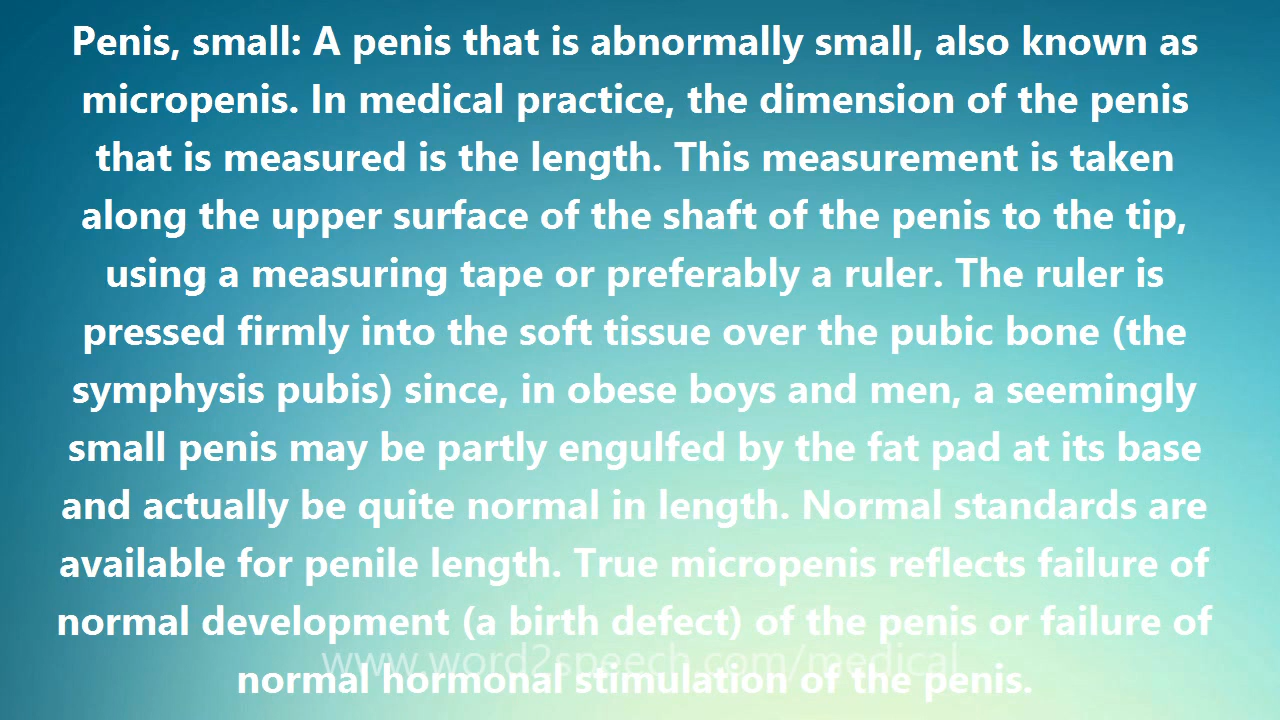 Penis, small: A penis that is abnormally small, also known as
micropenis. In medical practice, the dimension of the penis
that is measured is the length. This measurement is taken
along the upper surface of the shaft of the penis to the tip,
using a measuring tape or preferably a ruler. The ruler is
pressed firmly into the soft tissue over the pubic bone (the
symphysis pubis) since, in obese boys and men, a seemingly
small penis may be partly engulfed by the fat pad at its base
and actually be quite normal in length. Normal standards are
available for penile length. True micropenis reflects failure of
normal development (a birth defect) of the penis or failure of
www.word2speech.com/medical
normal hormonal stimulation of the penis.